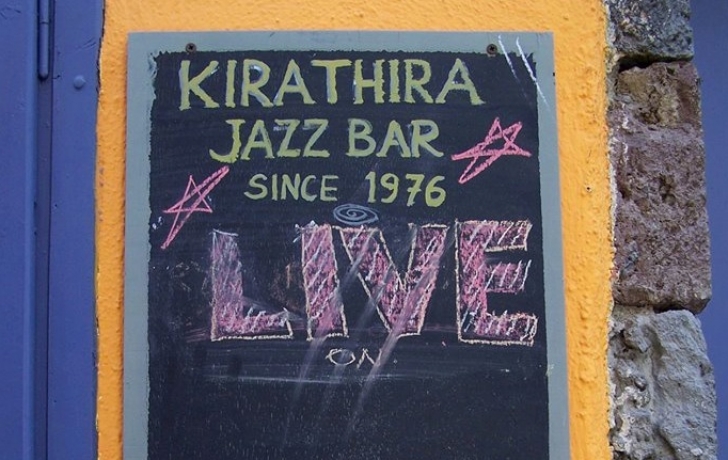 KIRATHIRA
JAZZ BAR
SINCE 1976
LIVE
ON